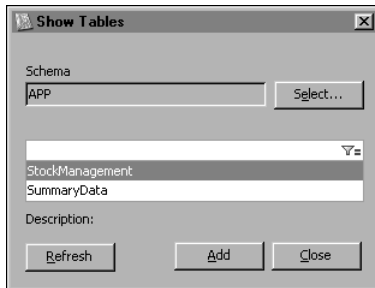 Show Tables
Schema
APP
Select...
StockManagement
SummaryData
Description:
Refresh
Add
Close